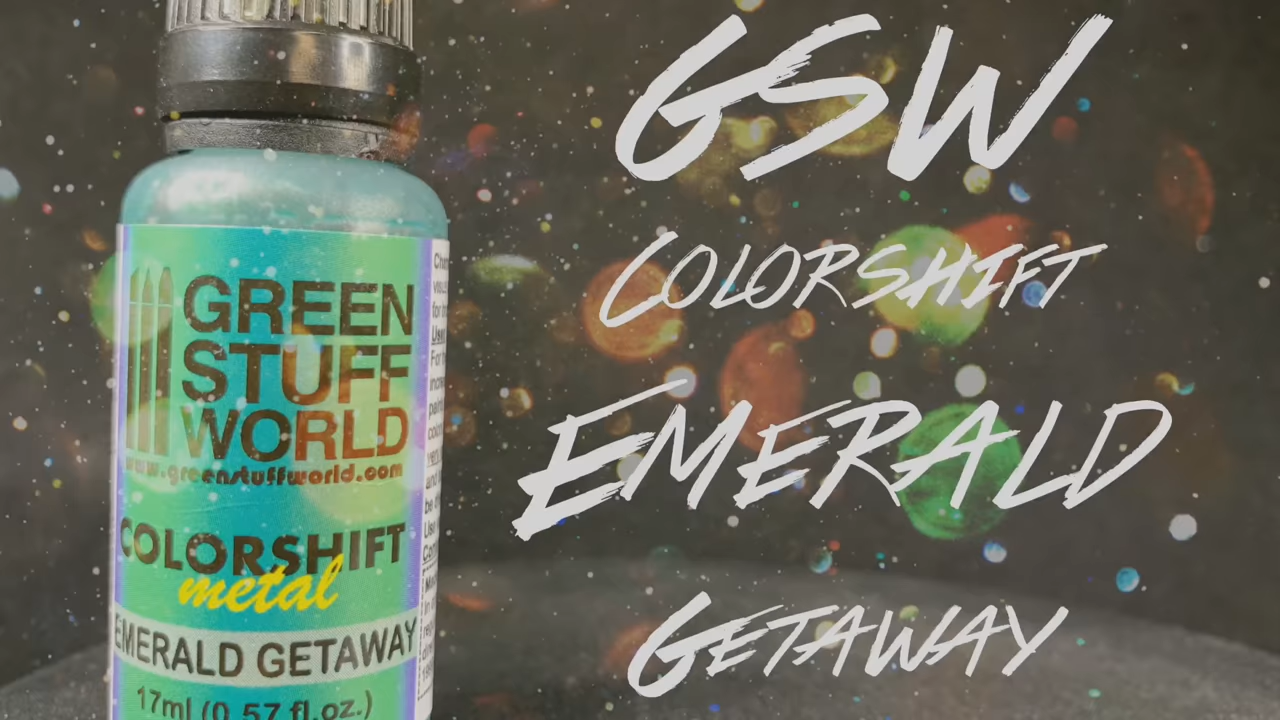 GREEN
STUFF
WORLD
www.greenstuffworld.com
COLORSHIFT
metal
EMERALD GETAWAY
17ml (0.57 fl.oz.)
GSW
COLORSHIFT
EMERALD
GETAWAY